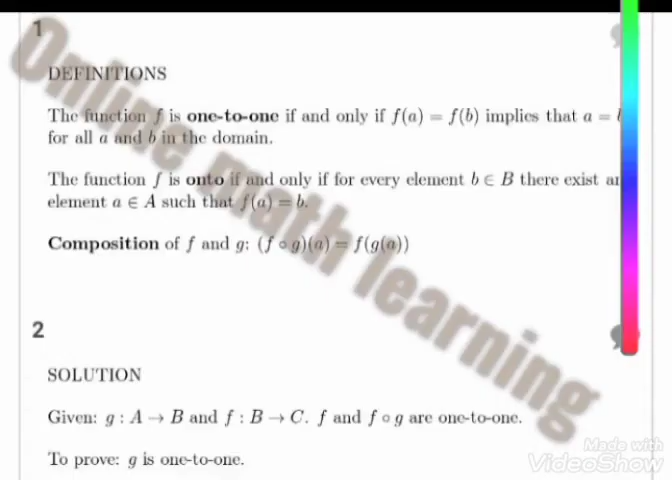 1
DEFINITIONS
The function f is one-to-one if and only if f(a) = f(b) implies that a =
for all a and b in the domain.
The function f is onto if and only if for every element b ∈ B there exist an
element a ∈ A such that f(a) = b.
Composition of f and g: (f ∘ g)(a) = f(g(a))
2
SOLUTION
Given: g : A → B and f : B → C. f and f ∘ g are one-to-one.
To prove: g is one-to-one.
Online math learning
Made with
VideoShow